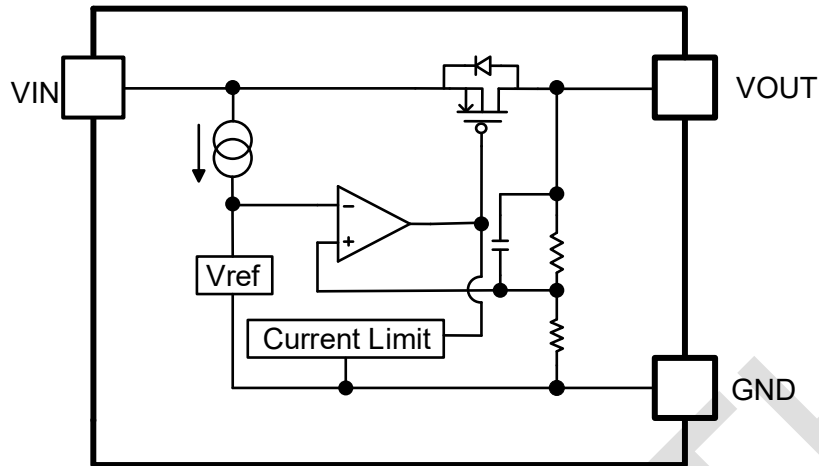 VIN
VOUT
−
+
Vref
Current Limit
GND